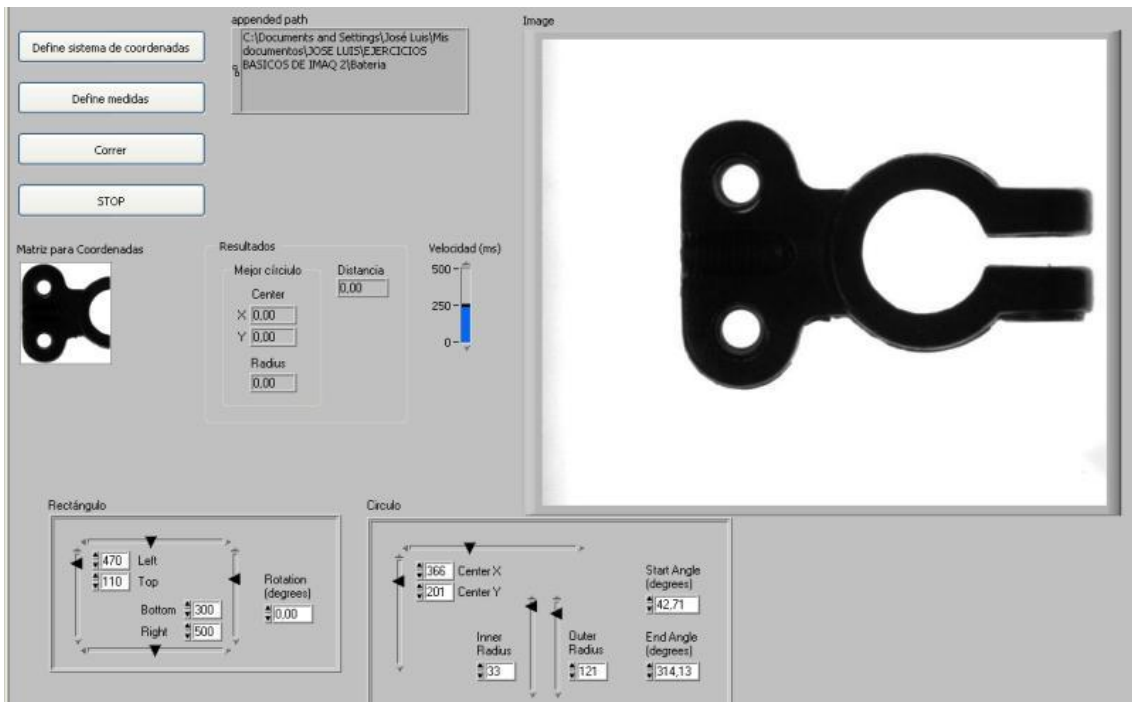 appended path
C:\Documents and Settings\José Luis\Mis
documentos\JOSE LUIS\EJERCICIOS
BASICOS DE IMAQ 2\Bateria
Image
Define sistema de coordenadas
Define medidas
Correr
STOP
Matriz para Coordenadas
Resultados
Mejor círciulo
Center
X 0,00
Y 0,00
Radius
0,00
Distancia
0,00
Velocidad (ms)
500
250
0
Rectángulo
470 Left
110 Top
Bottom 300
Right 500
Rotation
(degrees)
0,00
Circulo
366 Center X
201 Center Y
Inner
Radius
33
Outer
Radius
121
Start Angle
(degrees)
42,71
End Angle
(degrees)
314,13